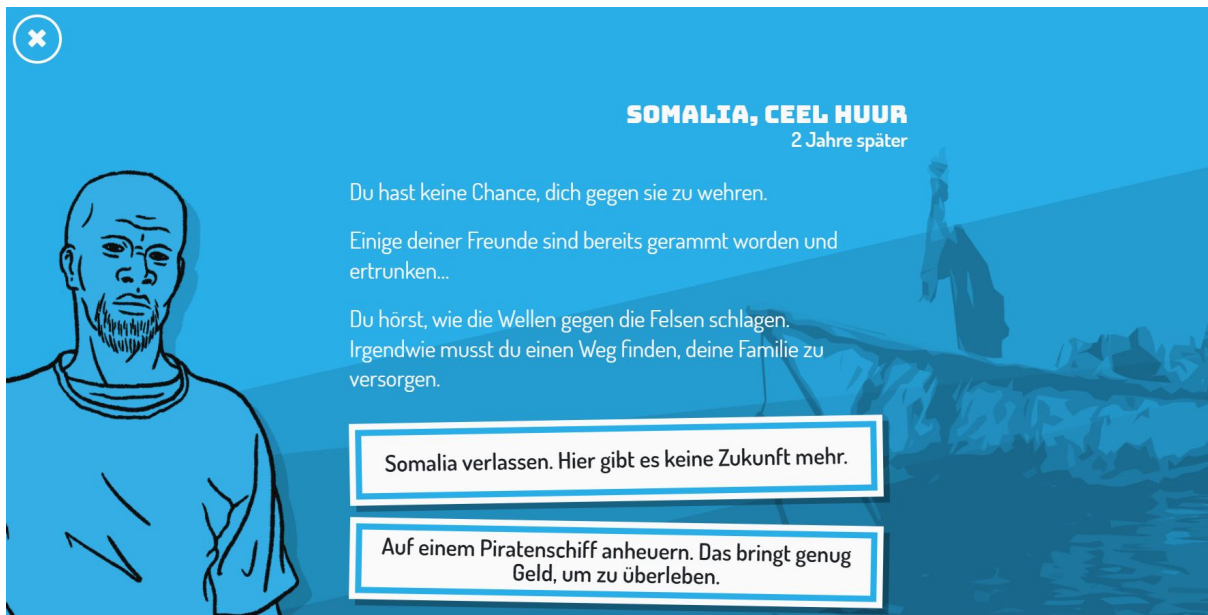 SOMALIA, CEEL HUUR
2 Jahre später
Du hast keine Chance, dich gegen sie zu wehren.
Einige deiner Freunde sind bereits gerammt worden und
ertrunken...
Du hörst, wie die Wellen gegen die Felsen schlagen.
Irgendwie musst du einen Weg finden, deine Familie zu
versorgen.
Somalia verlassen. Hier gibt es keine Zukunft mehr.
Auf einem Piratenschiff anheuern. Das bringt genug
Geld, um zu überleben.